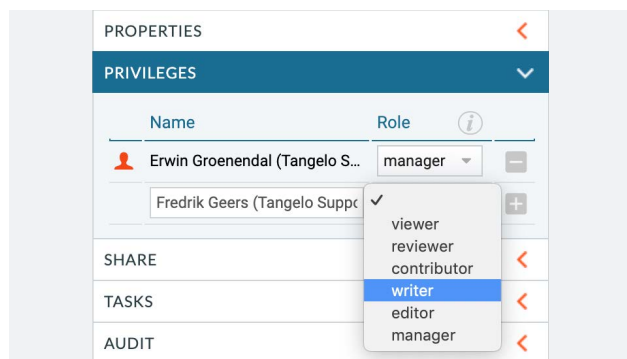 PROPERTIES
PRIVILEGES
Name Role i
Erwin Groenendal (Tangelo S... manager
Fredrik Geers (Tangelo Suppo
viewer
reviewer
contributor
writer
editor
manager
SHARE
TASKS
AUDIT